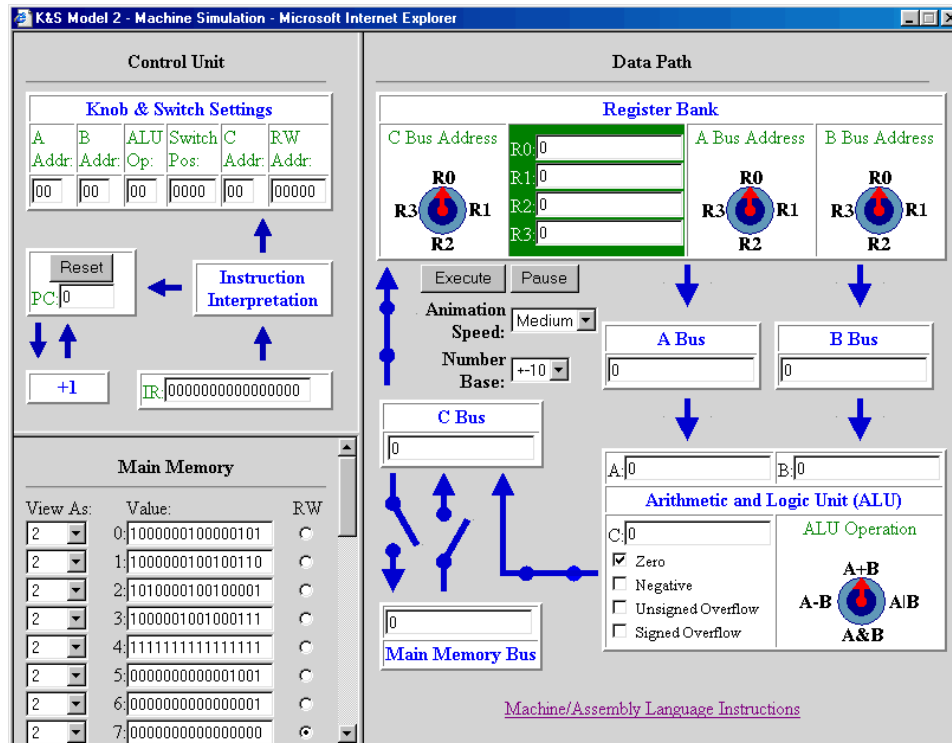 K&S Model 2 - Machine Simulation - Microsoft Internet Explorer
Control Unit
Knob & Switch Settings
A Addr: B Addr: ALU Op: Switch Pos: C Addr: RW Addr:
00 00 00 0000 00 00000
Reset
PC: 0
Instruction
Interpretation
+1
IR: 0000000000000000
Main Memory
View As: Value: RW
2 0: 1000000100000101
2 1: 1000000100100110
2 2: 1010000100100001
2 3: 1000001001000111
2 4: 1111111111111111
2 5: 0000000000001001
2 6: 0000000000000001
2 7: 0000000000000000
Data Path
Register Bank
C Bus Address
R0
R3 R1
R2
R0: 0
R1: 0
R2: 0
R3: 0
A Bus Address
R0
R3 R1
R2
B Bus Address
R0
R3 R1
R2
Execute Pause
Animation
Speed: Medium
Number
Base: +-10
A Bus
0
B Bus
0
C Bus
0
A: 0 B: 0
Arithmetic and Logic Unit (ALU)
C: 0
Zero
Negative
Unsigned Overflow
Signed Overflow
ALU Operation
A+B
A-B A|B
A&B
0
Main Memory Bus
Machine/Assembly Language Instructions